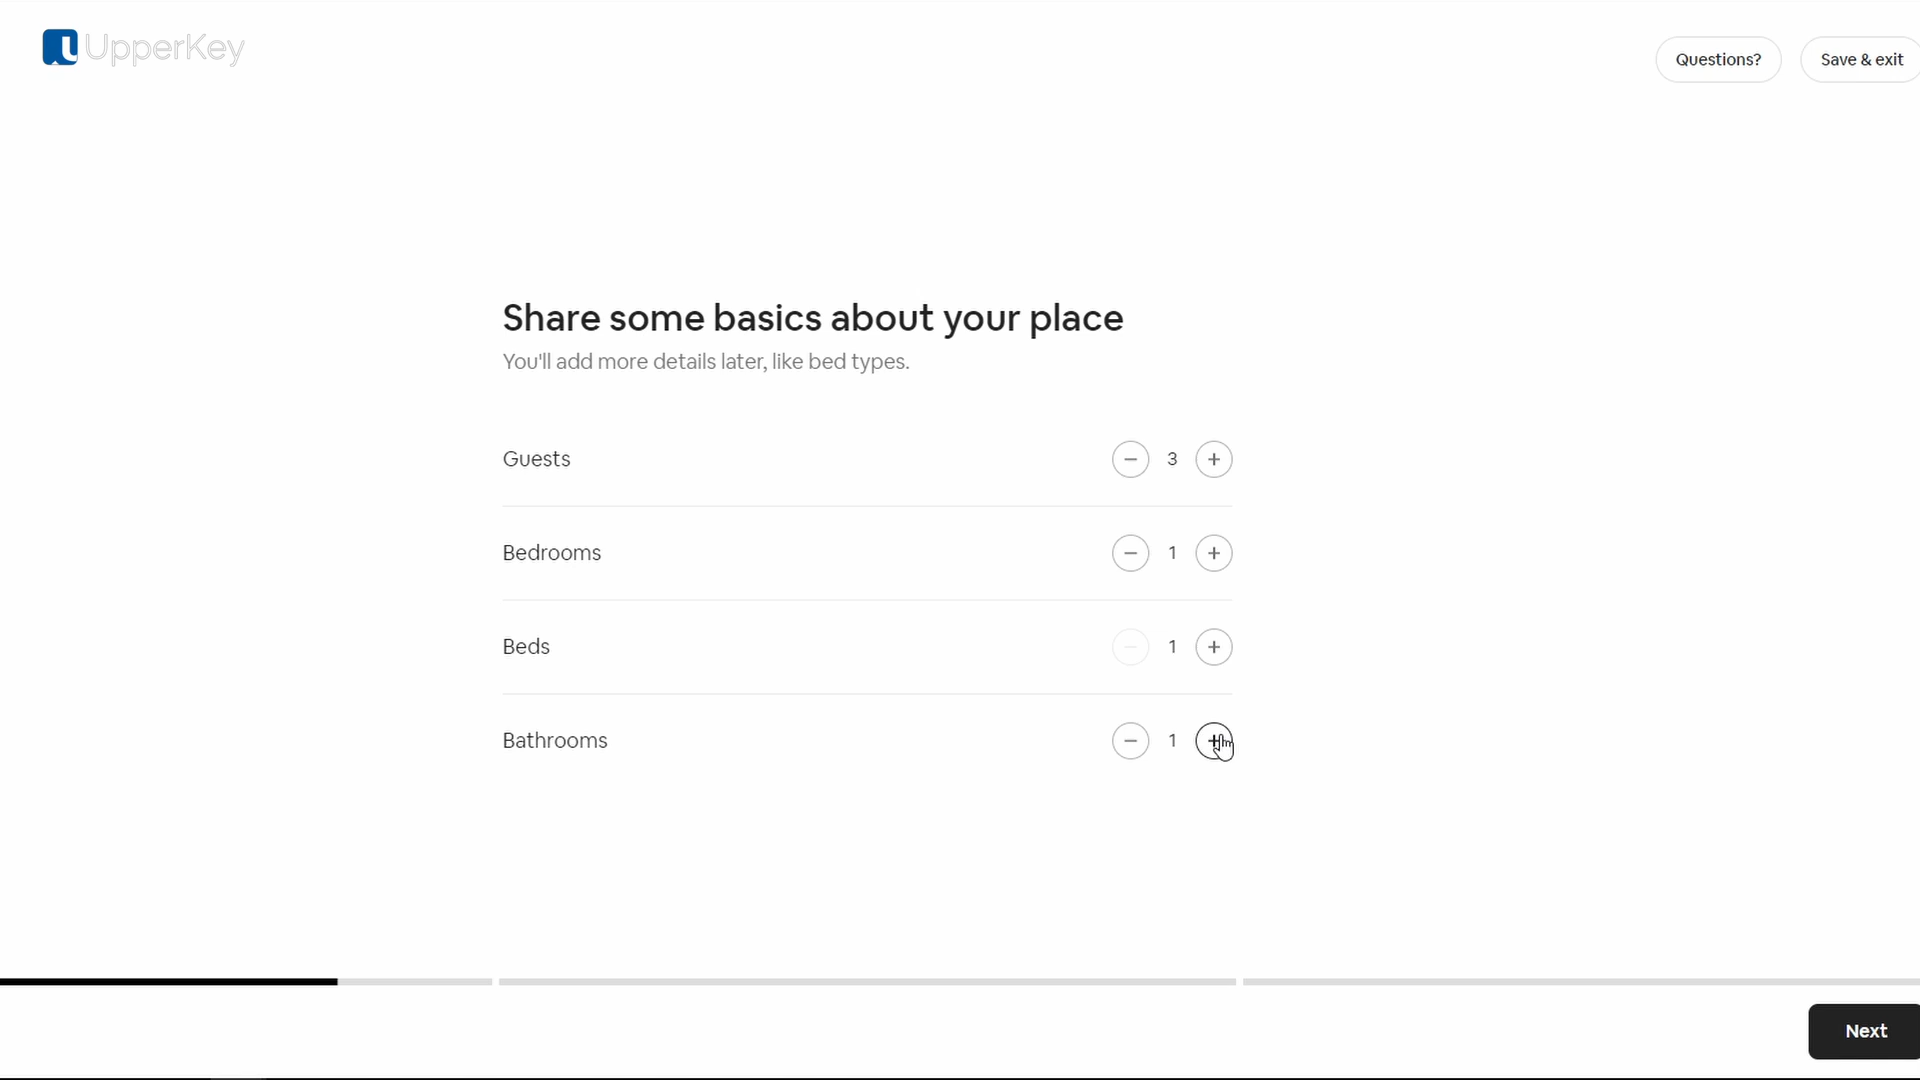 UpperKey
Questions?
Save & exit
Share some basics about your place
You'll add more details later, like bed types.
Guests
3
Bedrooms
1
Beds
1
Bathrooms
1
Next